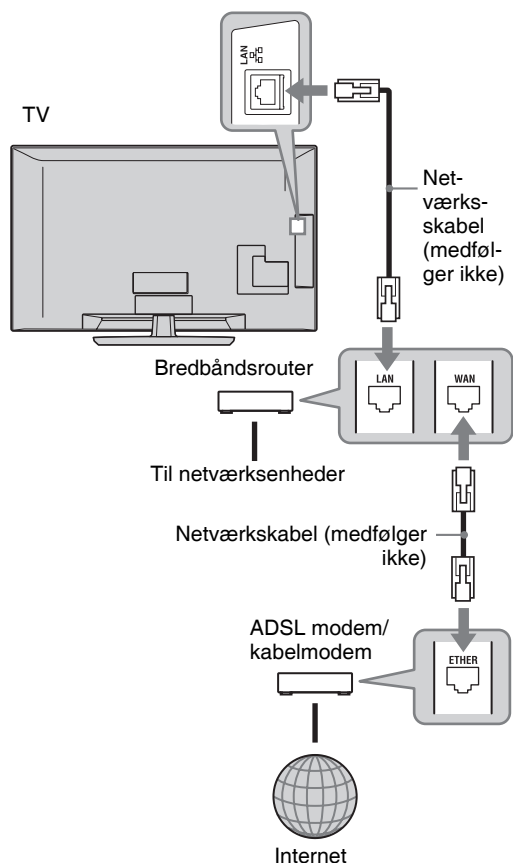 LAN
TV
Net-
værks-
skabel
(medføl-
ger ikke)
Bredbåndsrouter
LAN
WAN
Til netværksenheder
Netværkskabel (medfølger
ikke)
ADSL modem/
kabelmodem
ETHER
Internet